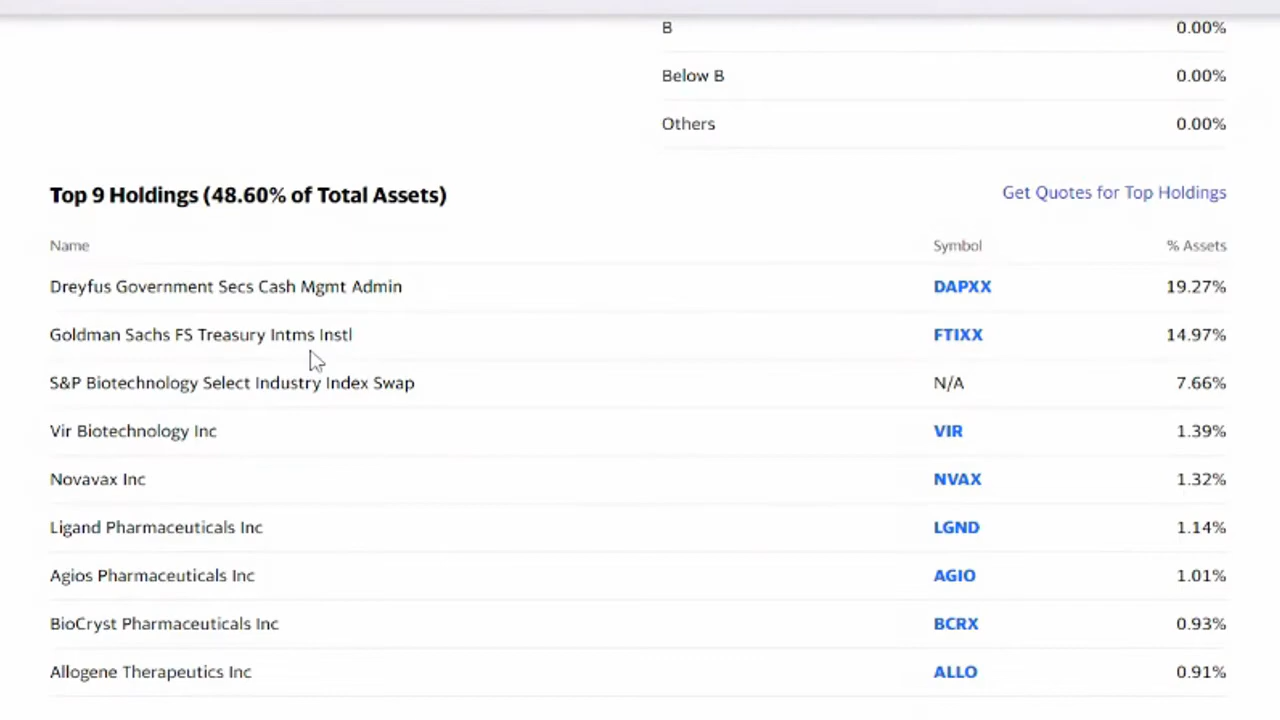 B 0.00%
Below B 0.00%
Others 0.00%
Top 9 Holdings (48.60% of Total Assets) Get Quotes for Top Holdings
Name Symbol % Assets
Dreyfus Government Secs Cash Mgmt Admin DAPXX 19.27%
Goldman Sachs FS Treasury Intms Instl FTIXX 14.97%
S&P Biotechnology Select Industry Index Swap N/A 7.66%
Vir Biotechnology Inc VIR 1.39%
Novavax Inc NVAX 1.32%
Ligand Pharmaceuticals Inc LGND 1.14%
Agios Pharmaceuticals Inc AGIO 1.01%
BioCryst Pharmaceuticals Inc BCRX 0.93%
Allogene Therapeutics Inc ALLO 0.91%